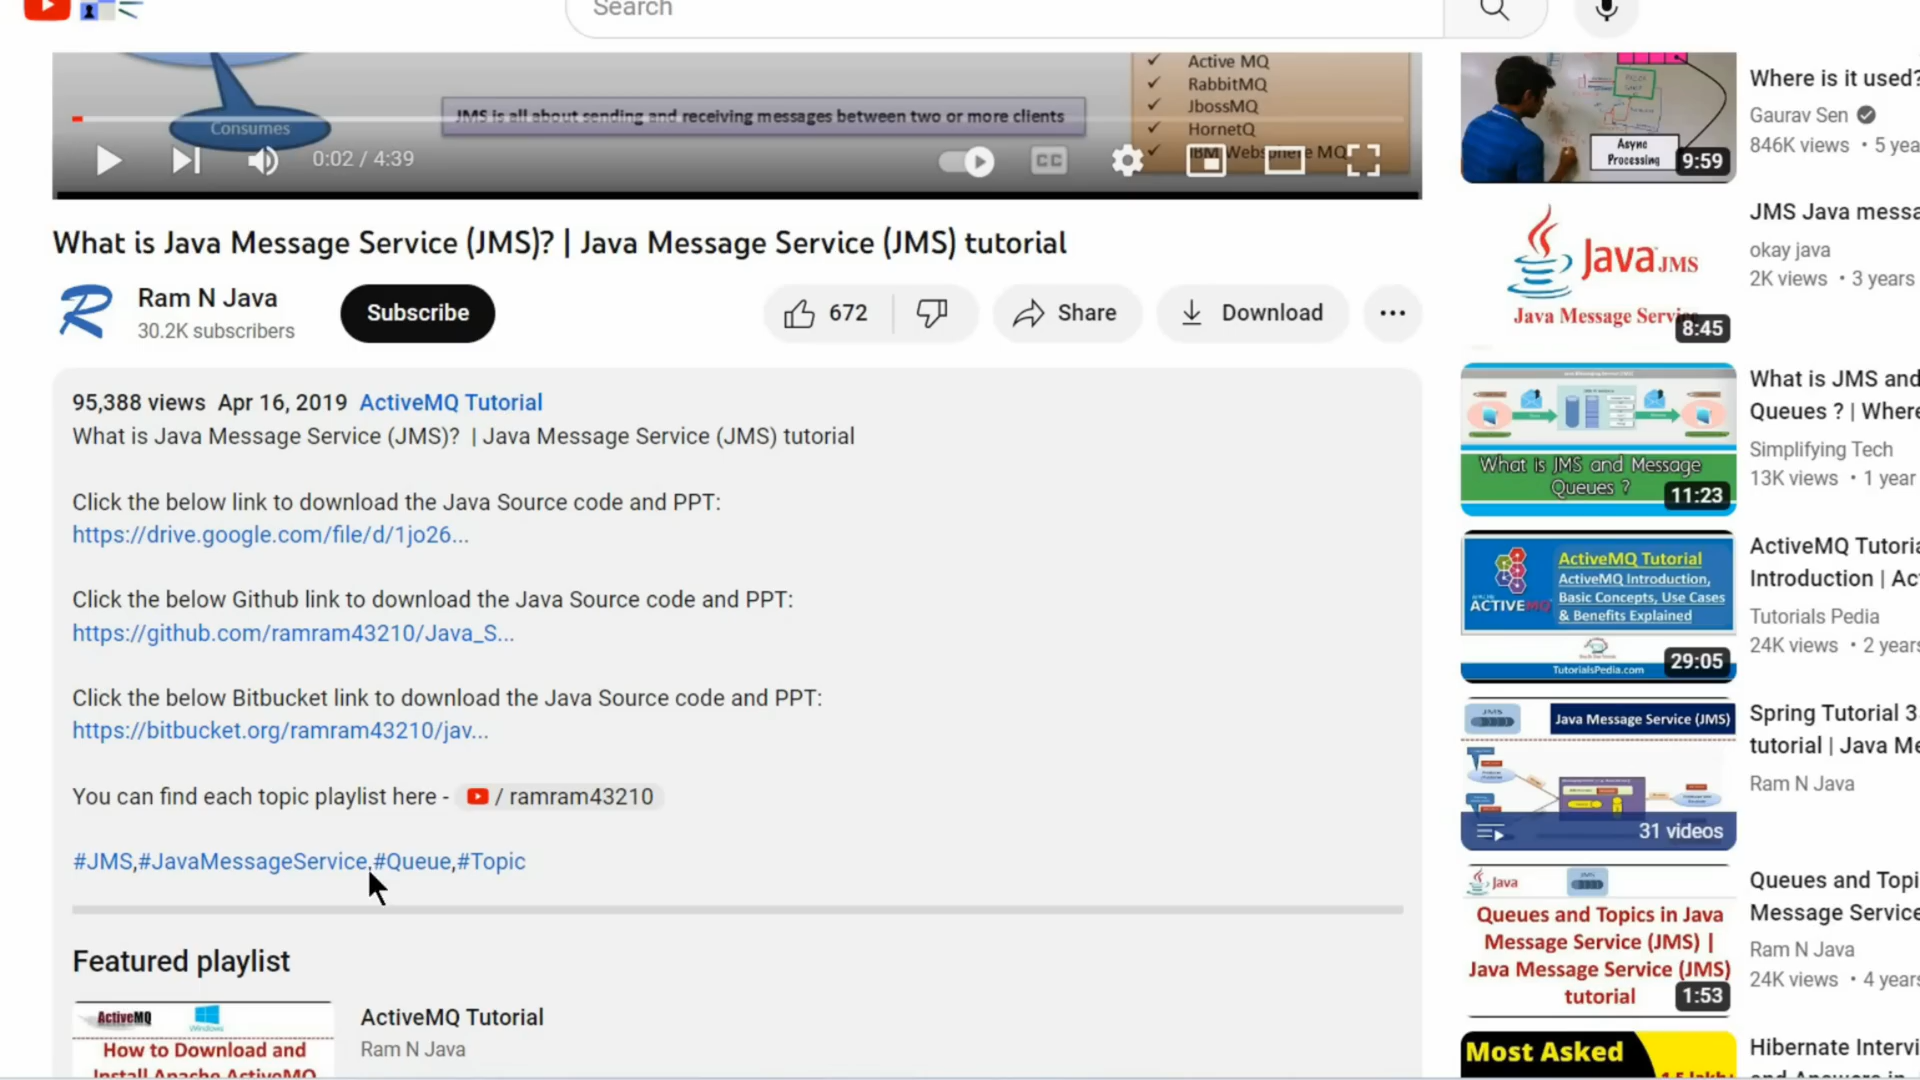 Search
Consumes
JMS is all about sending and receiving messages between two or more clients
Active MQ
RabbitMQ
JbossMQ
HornetQ
IBM Websphere MQ
0:02 / 4:39
CC
What is Java Message Service (JMS)? | Java Message Service (JMS) tutorial
Ram N Java
30.2K subscribers
Subscribe
672
Share
Download
95,388 views Apr 16, 2019 ActiveMQ Tutorial
What is Java Message Service (JMS)? | Java Message Service (JMS) tutorial
Click the below link to download the Java Source code and PPT:
https://drive.google.com/file/d/1jo26...
Click the below Github link to download the Java Source code and PPT:
https://github.com/ramram43210/Java_S...
Click the below Bitbucket link to download the Java Source code and PPT:
https://bitbucket.org/ramram43210/jav...
You can find each topic playlist here - / ramram43210
#JMS,#JavaMessageService,#Queue,#Topic
Featured playlist
ActiveMQ
Windows
How to Download and
Install Apache ActiveMQ
ActiveMQ Tutorial
Ram N Java
Async
Processing
9:59
Where is it used?
Gaurav Sen
846K views • 5 yea
Java JMS
Java Message Servic
8:45
JMS Java messa
okay java
2K views • 3 years
What is JMS and Message
Queues ?
11:23
What is JMS and
Queues ? | Where
Simplifying Tech
13K views • 1 year
ActiveMQ Tutorial
ActiveMQ Introduction,
Basic Concepts, Use Cases
& Benefits Explained
ACTIVEMQ
TutorialsPedia.com
29:05
ActiveMQ Tutoria
Introduction | Ac
Tutorials Pedia
24K views • 2 years
JMS
Java Message Service (JMS)
31 videos
Spring Tutorial 3
tutorial | Java Me
Ram N Java
Java
Queues and Topics in Java
Message Service (JMS) |
Java Message Service (JMS)
tutorial
1:53
Queues and Topi
Message Service
Ram N Java
24K views • 4 years
Most Asked
Hibernate Intervi